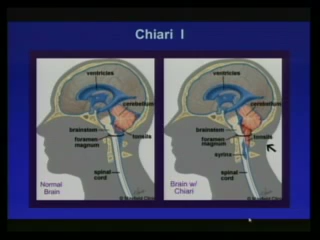 Chiari I
ventricles
cerebellum
brainstem
foramen
magnum
tonsils
spinal
cord
Normal
Brain
ventricles
cerebellum
brainstem
foramen
magnum
tonsils
syrinx
spinal
cord
Brain w/
Chiari